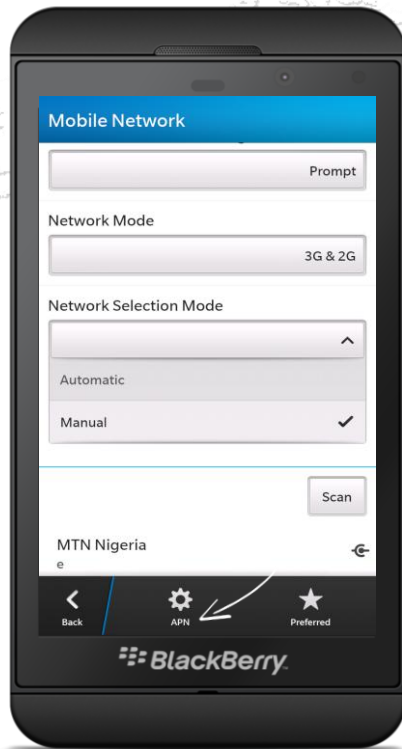 Mobile Network
Prompt
Network Mode
3G & 2G
Network Selection Mode
Automatic
Manual
Scan
MTN Nigeria
e
Back
APN
Preferred
BlackBerry